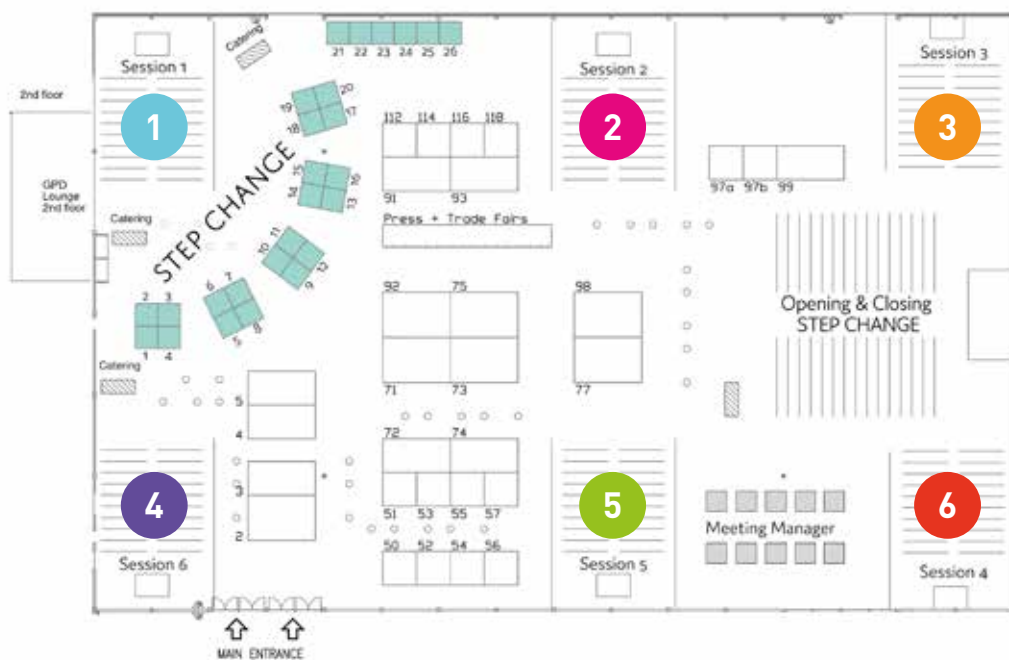 Catering
21 22 23 24 25 26
Session 1
Session 2
Session 3
2nd floor
19
20
18
17
1
2
3
112 114 116 118
STEP CHANGE
15
16
14
13
97a 97b 99
GPD
Lounge
2nd floor
91 93
Catering
Press + Trade Fairs
11
10
12
9
6
7
5
8
2 3
1 4
92 75
98
Opening & Closing
STEP CHANGE
Catering
71 73
77
5
4
72 74
3
4
5
6
51 53 55 57
Meeting Manager
2
50 52 54 56
Session 6
Session 5
Session 4
MAIN ENTRANCE